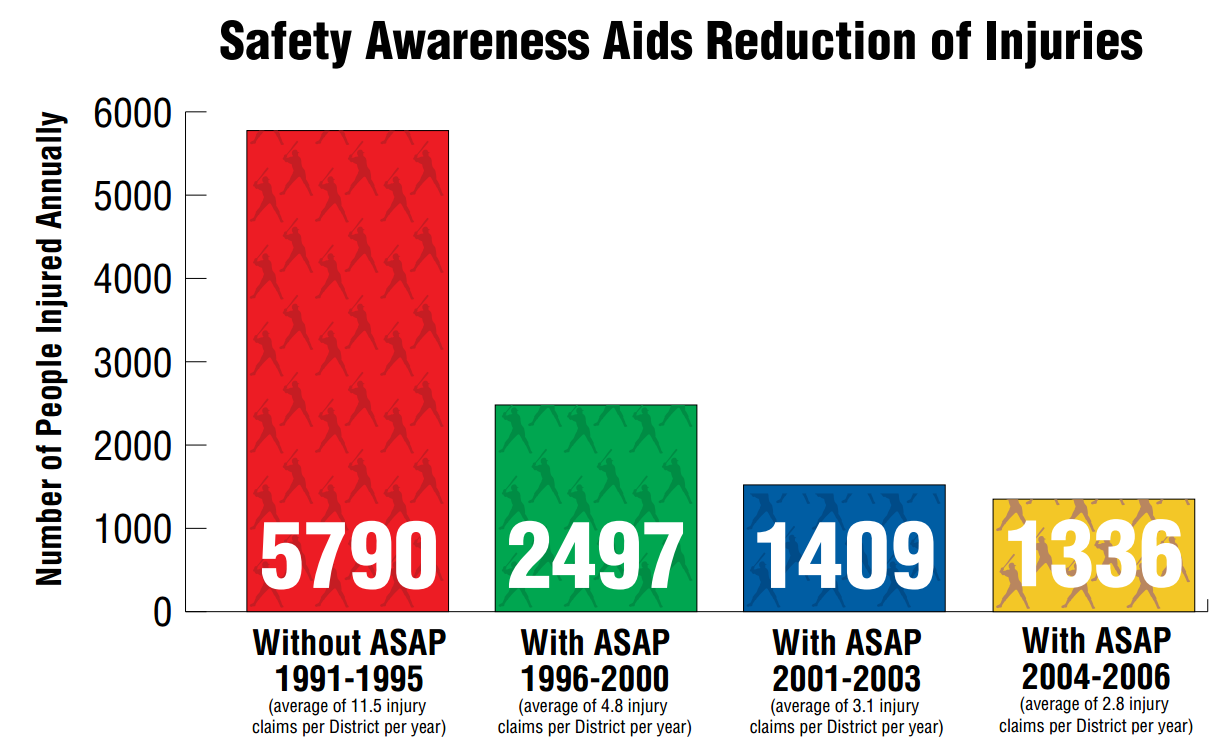 Safety Awareness Aids Reduction of Injuries
Number of People Injured Annually
6000
5000
4000
3000
2000
1000
0
5790
2497
1409
1336
Without ASAP
1991-1995
(average of 11.5 injury
claims per District per year)
With ASAP
1996-2000
(average of 4.8 injury
claims per District per year)
With ASAP
2001-2003
(average of 3.1 injury
claims per District per year)
With ASAP
2004-2006
(average of 2.8 injury
claims per District per year)